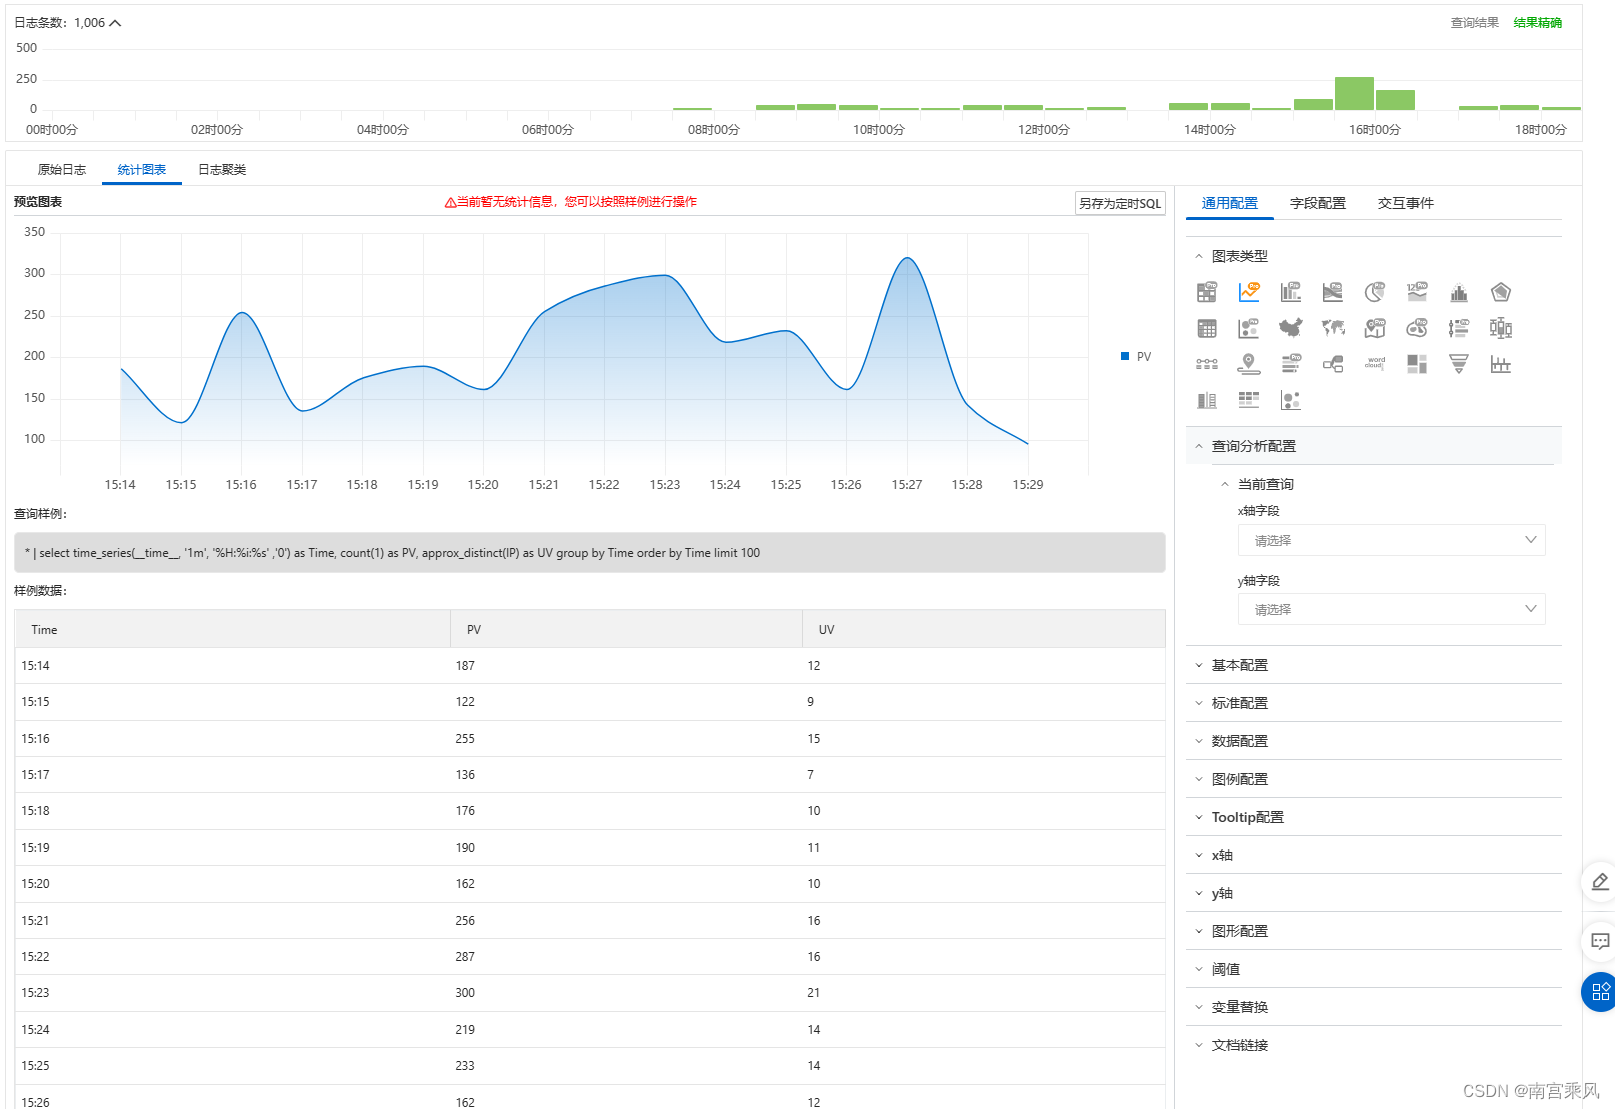 日志条数：1,006
查询结果 结果精确
500
250
0
00时00分 02时00分 04时00分 06时00分 08时00分 10时00分 12时00分 14时00分 16时00分 18时00分
原始日志 统计图表 日志聚类
预览图表 当前暂无统计信息，您可以按照样例进行操作 另存为定时SQL
350
300
250
200
150
100
PV
15:14 15:15 15:16 15:17 15:18 15:19 15:20 15:21 15:22 15:23 15:24 15:25 15:26 15:27 15:28 15:29
查询样例：
* | select time_series(__time__, '1m', '%H:%i:%s' ,'0') as Time, count(1) as PV, approx_distinct(IP) as UV group by Time order by Time limit 100
样例数据：
Time PV UV
15:14 187 12
15:15 122 9
15:16 255 15
15:17 136 7
15:18 176 10
15:19 190 11
15:20 162 10
15:21 256 16
15:22 287 16
15:23 300 21
15:24 219 14
15:25 233 14
15:26 162 12
通用配置 字段配置 交互事件
图表类型
word
cloud
查询分析配置
当前查询
x轴字段
请选择
y轴字段
请选择
基本配置
标准配置
数据配置
图例配置
Tooltip配置
x轴
y轴
图形配置
阈值
变量替换
文档链接
CSDN @南宫乘风